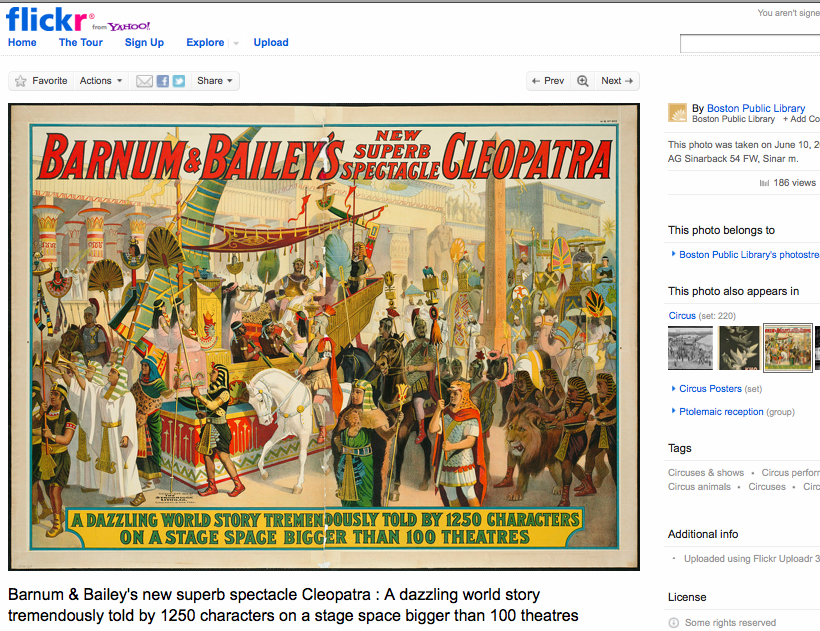 flickr from YAHOO!
You aren't signe
Home The Tour Sign Up Explore Upload
Favorite Actions Share
← Prev Next →
BARNUM & BAILEY'S NEW SUPERB SPECTACLE CLEOPATRA
A DAZZLING WORLD STORY TREMENDOUSLY TOLD BY 1250 CHARACTERS
ON A STAGE SPACE BIGGER THAN 100 THEATRES
Barnum & Bailey's new superb spectacle Cleopatra : A dazzling world story
tremendously told by 1250 characters on a stage space bigger than 100 theatres
By Boston Public Library
Boston Public Library + Add Co
This photo was taken on June 10, 2
AG Sinarback 54 FW, Sinar m.
186 views
This photo belongs to
Boston Public Library's photostre
This photo also appears in
Circus (set: 220)
Circus Posters (set)
Ptolemaic reception (group)
Tags
Circuses & shows • Circus perforn
Circus animals • Circuses • Circ
Additional info
Uploaded using Flickr Uploadr 3
License
Some rights reserved